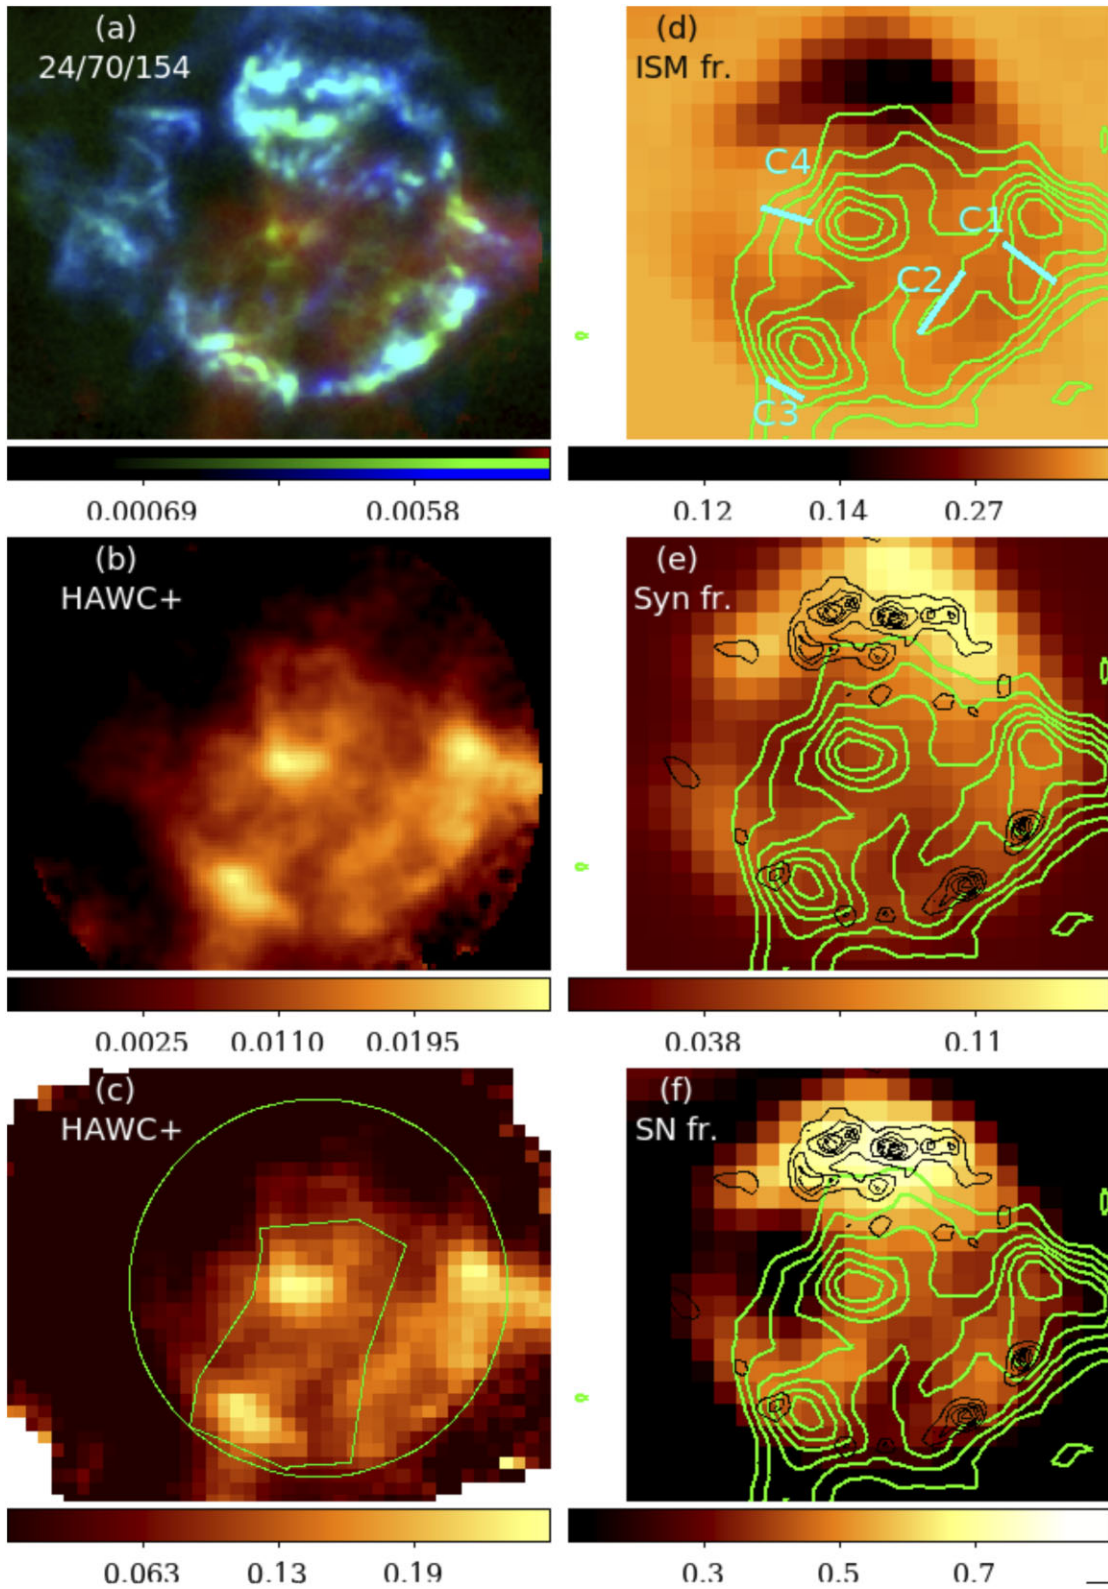 (a)
24/70/154
0.00069 0.0058
(d)
ISM fr.
C4
C1
C2
C3
0.12 0.14 0.27
(b)
HAWC+
0.0025 0.0110 0.0195
(e)
Syn fr.
0.038 0.11
(c)
HAWC+
0.063 0.13 0.19
(f)
SN fr.
0.3 0.5 0.7